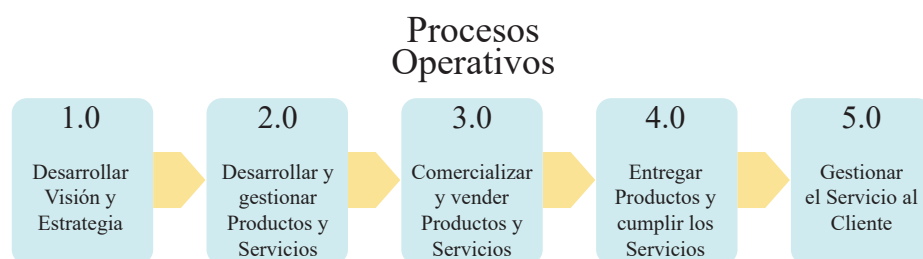 Procesos
Operativos
1.0
Desarrollar
Visión y
Estrategia
2.0
Desarrollar y
gestionar
Productos y
Servicios
3.0
Comercializar
y vender
Productos y
Servicios
4.0
Entregar
Productos y
cumplir los
Servicios
5.0
Gestionar
el Servicio al
Cliente